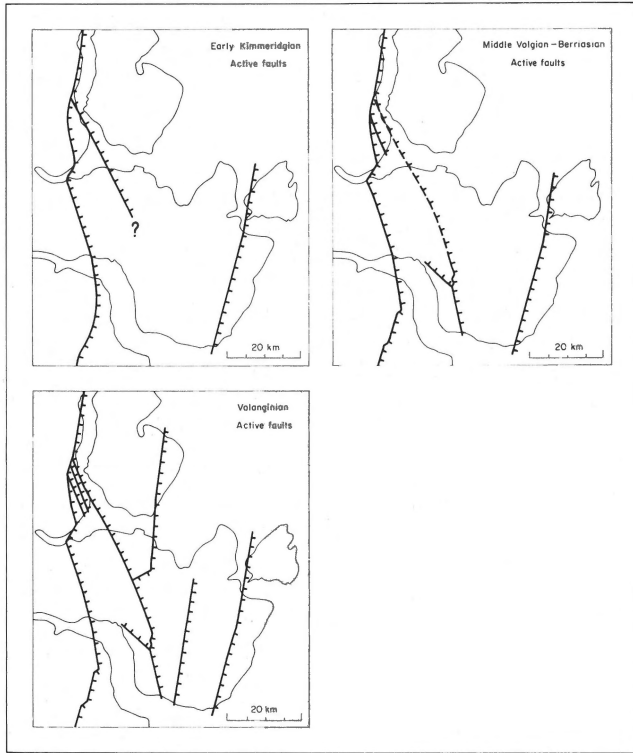 Early Kimmeridgian
Active faults
?
20 km
Middle Volgian – Berriasian
Active faults
20 km
Valanginian
Active faults
20 km